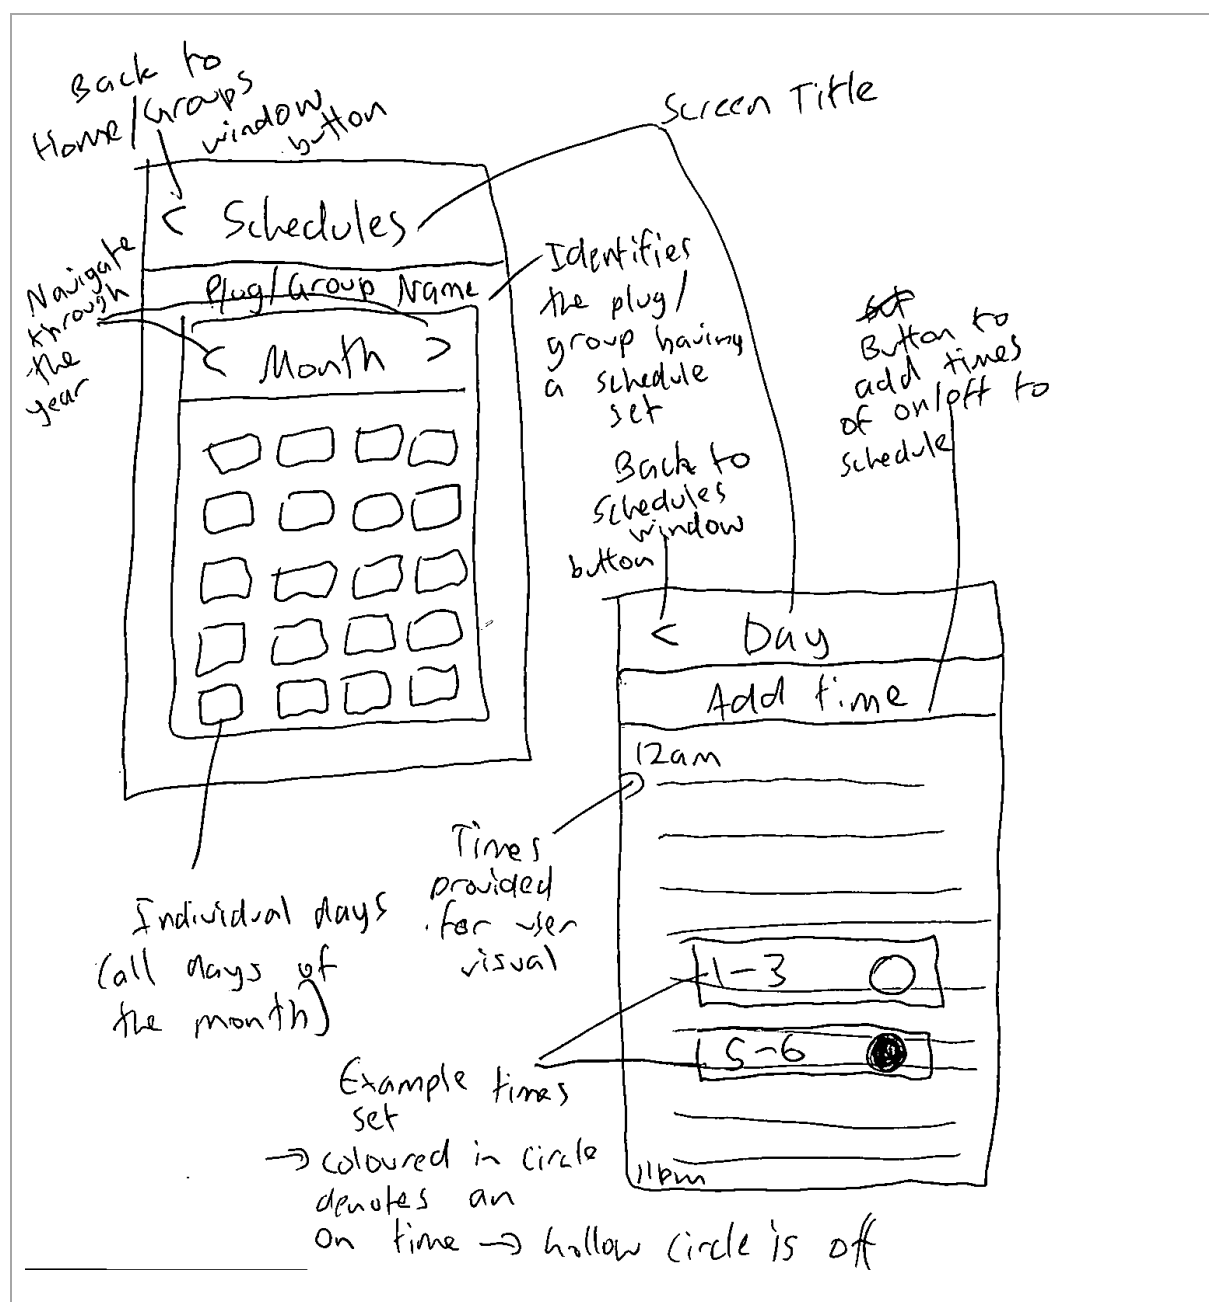 Back to
Home/Groups
window
button
Screen Title
< Schedules
Navigate
through
the
year
Plug/Group Name
Identifies
the plug/
group having
a schedule
set
< Month >
Button to
add times
of on/off to
schedule
Back to
Schedules
window
button
< Day
Add time
12am
Times
provided
for user
visual
Individual days
(all days of
the month)
1-3
5-6
Example times
set
→ coloured in circle
denotes an
on time → hollow circle is off
11pm